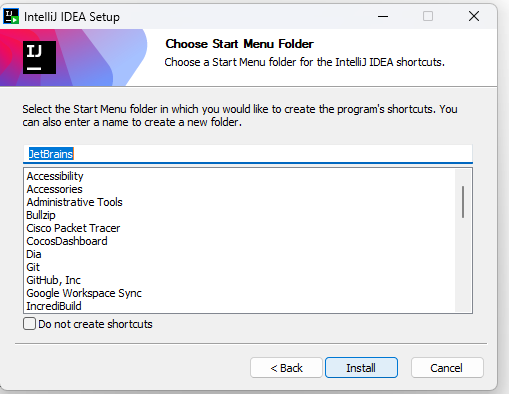 IntelliJ IDEA Setup
IJ
Choose Start Menu Folder
Choose a Start Menu folder for the IntelliJ IDEA shortcuts.
Select the Start Menu folder in which you would like to create the program's shortcuts. You
can also enter a name to create a new folder.
JetBrains
Accessibility
Accessories
Administrative Tools
Bullzip
Cisco Packet Tracer
CocosDashboard
Dia
Git
GitHub, Inc
Google Workspace Sync
IncrediBuild
Do not create shortcuts
< Back
Install
Cancel